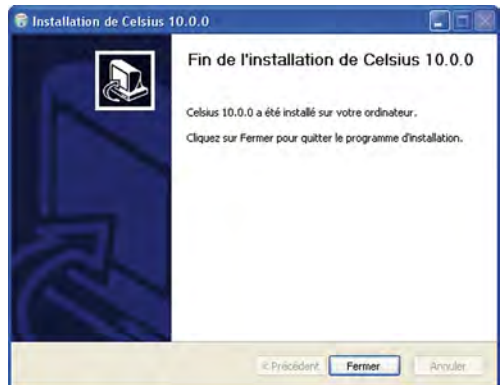 Installation de Celsius 10.0.0
Fin de l'installation de Celsius 10.0.0
Celsius 10.0.0 a été installé sur votre ordinateur.
Cliquez sur Fermer pour quitter le programme d'installation.
< Précédent
Fermer
Annuler